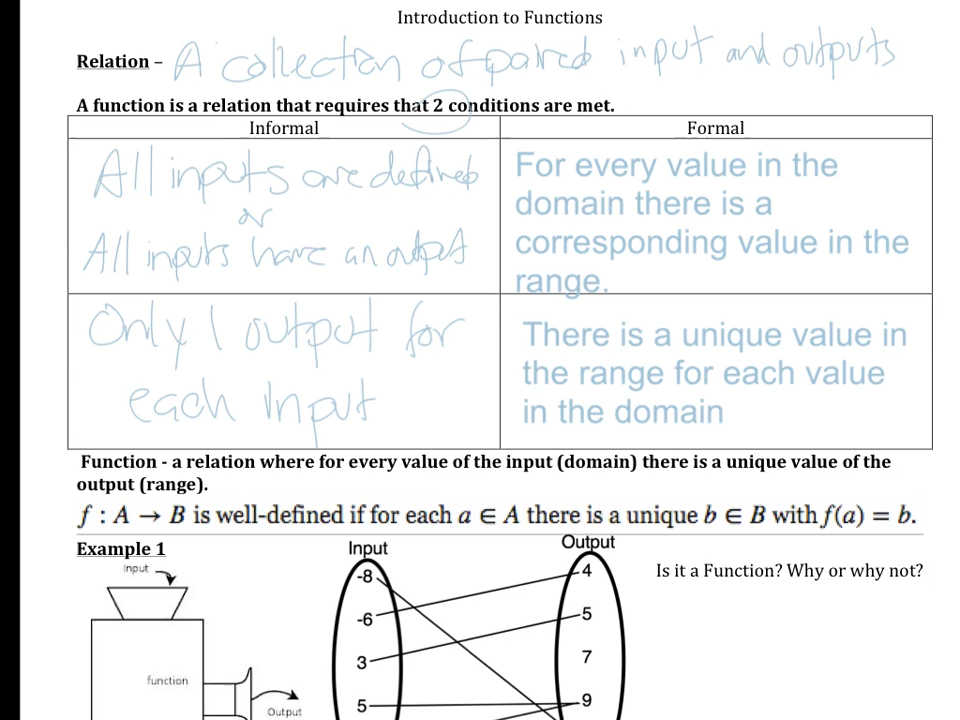 Introduction to Functions
Relation – A collection of paired input and outputs
A function is a relation that requires that 2 conditions are met.
Informal
Formal
All inputs are defined
or
All inputs have an output
For every value in the
domain there is a
corresponding value in the
range.
Only 1 output for
each input
There is a unique value in
the range for each value
in the domain
Function - a relation where for every value of the input (domain) there is a unique value of the
output (range).
f : A → B is well-defined if for each a ∈ A there is a unique b ∈ B with f(a) = b.
Example 1
Input
function
Output
Input
-8
-6
3
5
Output
4
5
7
9
Is it a Function? Why or why not?